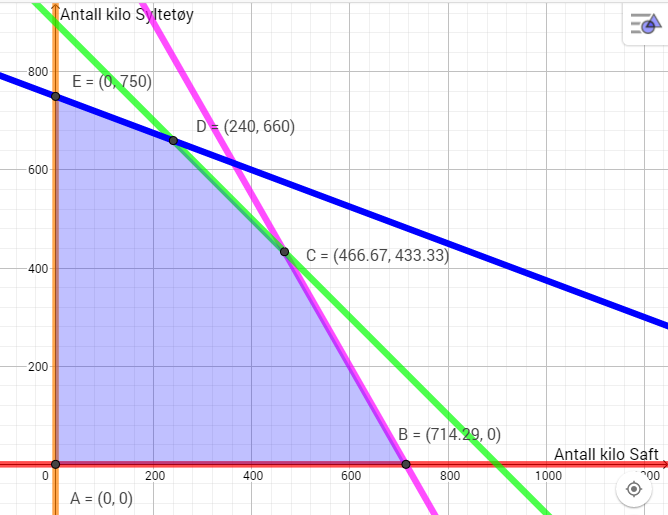 Antall kilo Syltetøy
800
E = (0, 750)
D = (240, 660)
600
C = (466.67, 433.33)
400
200
B = (714.29, 0)
Antall kilo Saft
0
200
400
600
800
1000
A = (0, 0)